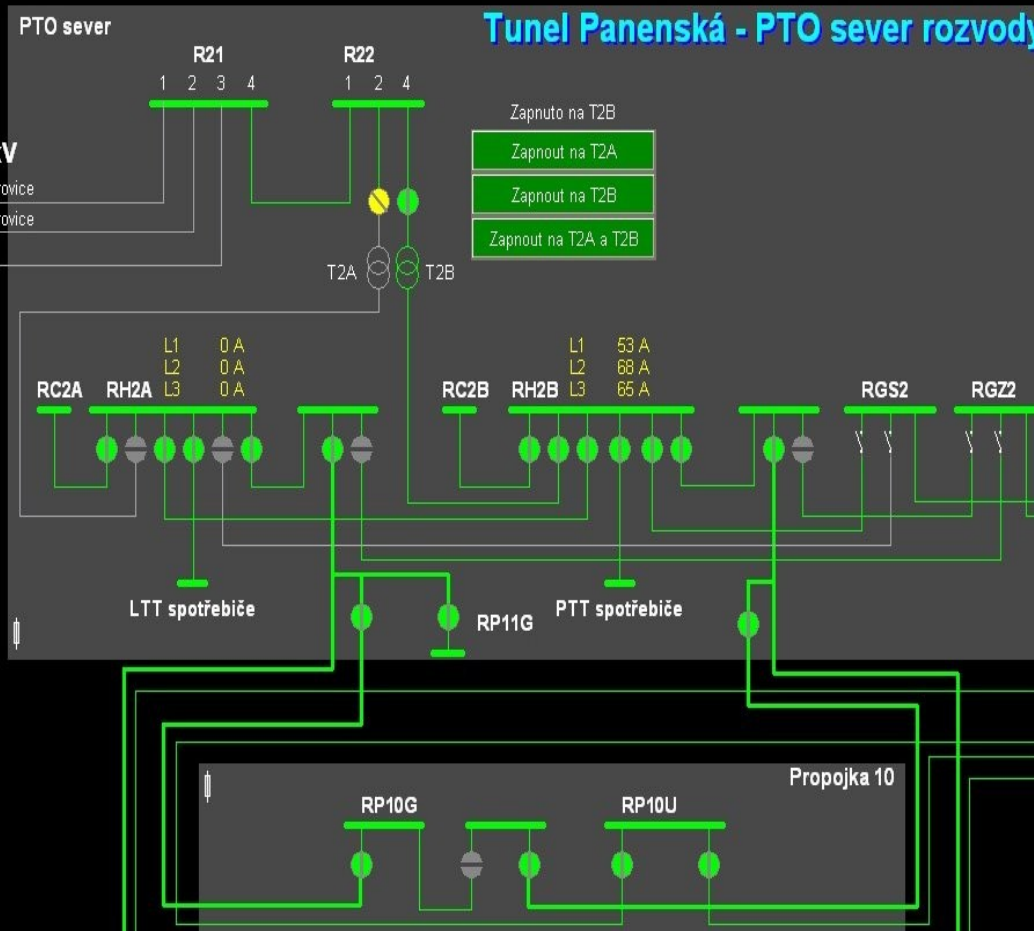 PTO sever
Tunel Panenská - PTO sever rozvody
R21
R22
1 2 3 4
1 2 4
Zapnuto na T2B
Zapnout na T2A
Zapnout na T2B
Zapnout na T2A a T2B
kV
rovice
rovice
T2A
T2B
L1 0 A
L2 0 A
L3 0 A
L1 53 A
L2 68 A
L3 65 A
RC2A
RH2A
RC2B
RH2B
RGS2
RGZ2
LTT spotřebiče
RP11G
PTT spotřebiče
Propojka 10
RP10G
RP10U